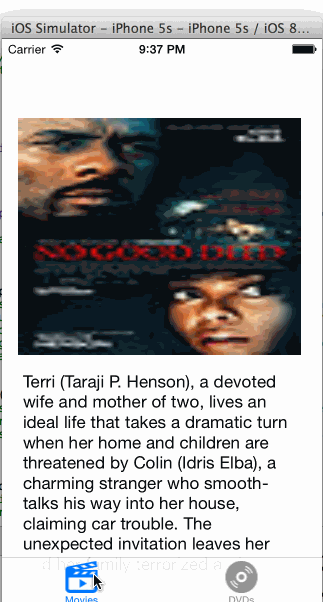 iOS Simulator - iPhone 5s - iPhone 5s / iOS 8...
Carrier 9:37 PM
NO GOOD DEED
Terri (Taraji P. Henson), a devoted
wife and mother of two, lives an
ideal life that takes a dramatic turn
when her home and children are
threatened by Colin (Idris Elba), a
charming stranger who smooth-
talks his way into her house,
claiming car trouble. The
unexpected invitation leaves her
family terrorized a
Movies DVDs